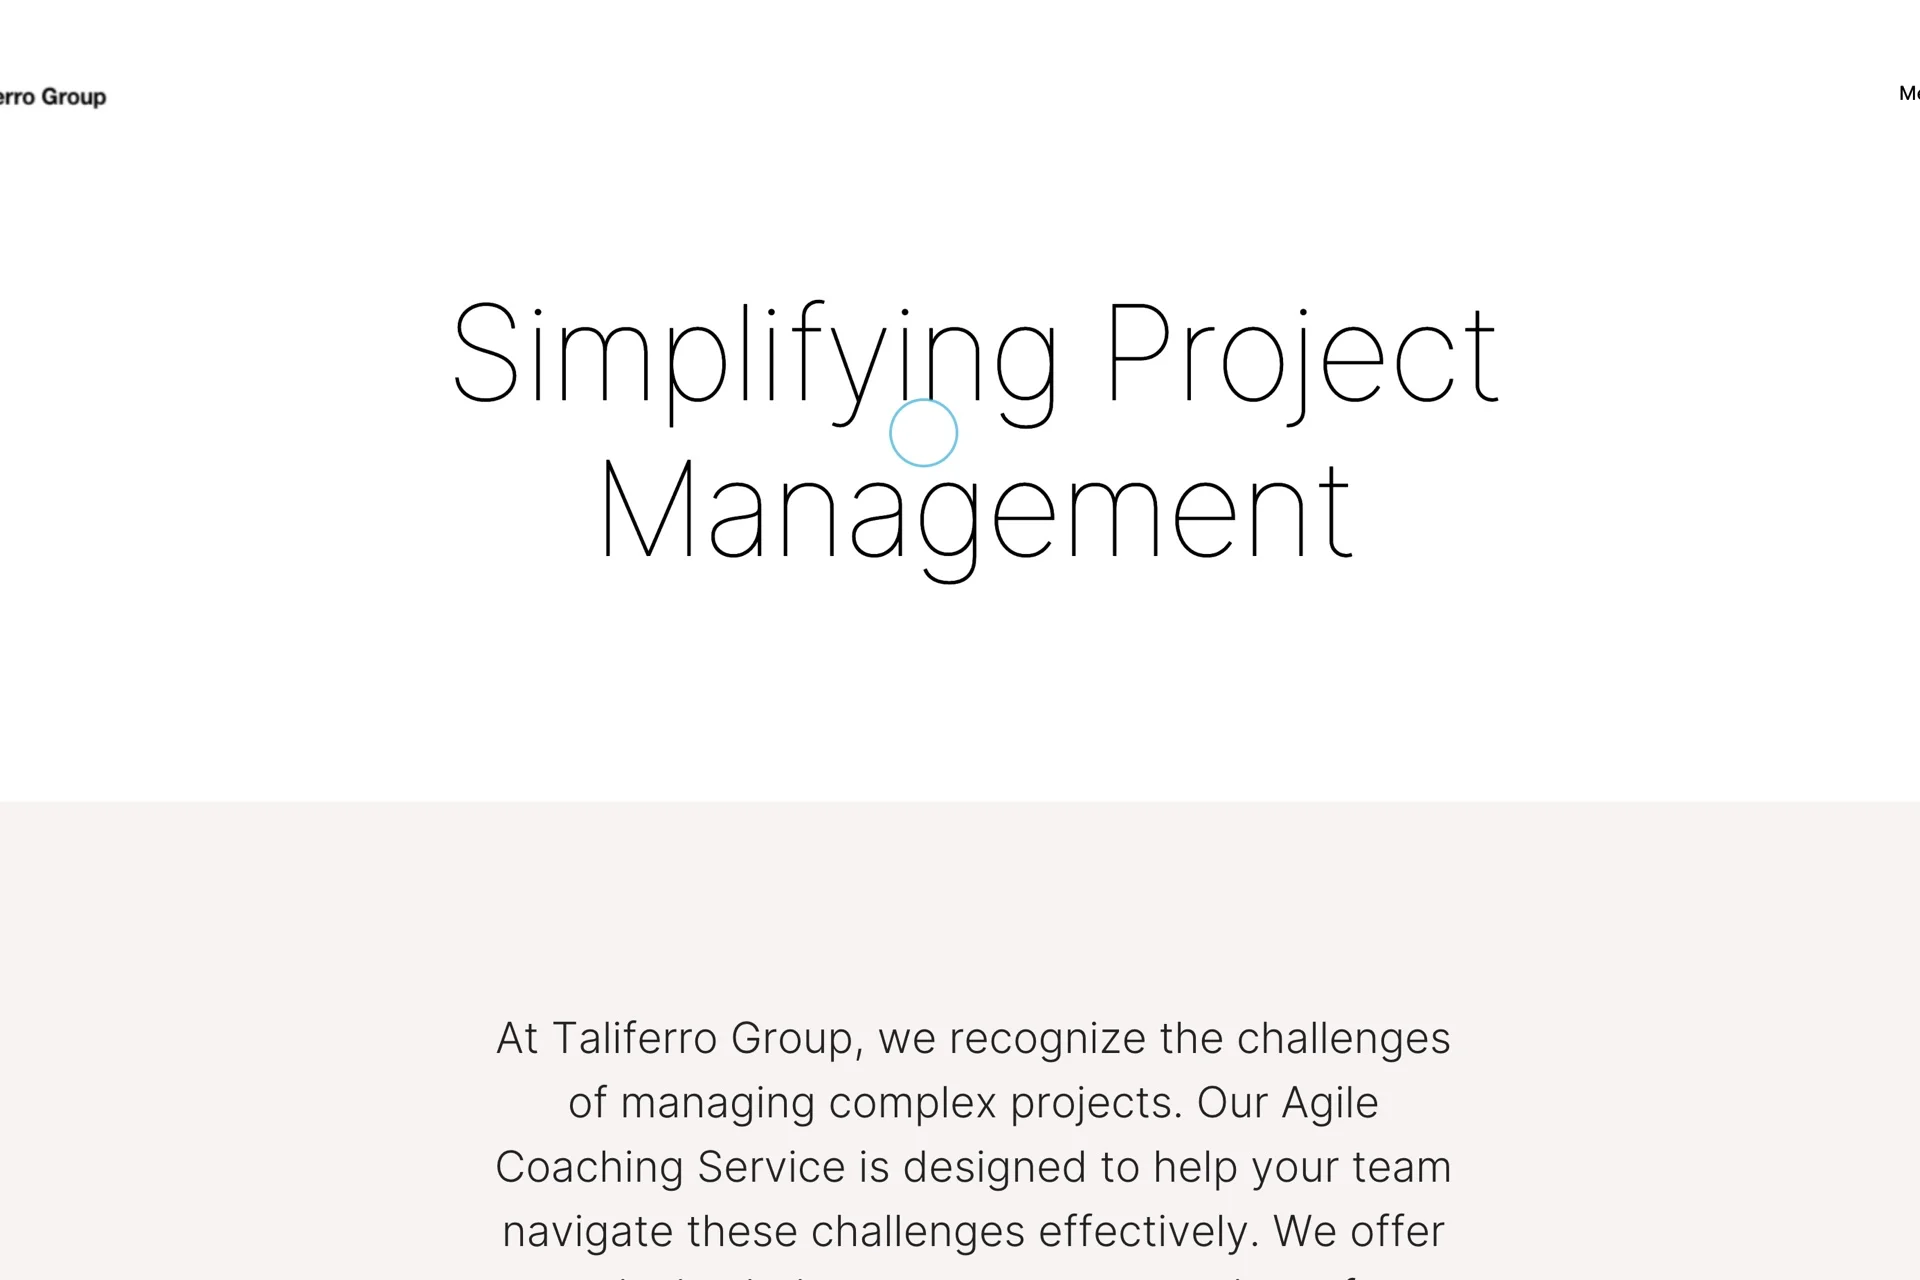 erro Group
Me
Simplifying Project
Management
At Taliferro Group, we recognize the challenges
of managing complex projects. Our Agile
Coaching Service is designed to help your team
navigate these challenges effectively. We offer